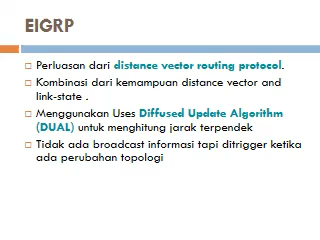 EIGRP
Perluasan dari distance vector routing protocol.
Kombinasi dari kemampuan distance vector and
link-state .
Menggunakan Uses Diffused Update Algorithm
(DUAL) untuk menghitung jarak terpendek
Tidak ada broadcast informasi tapi ditrigger ketika
ada perubahan topologi